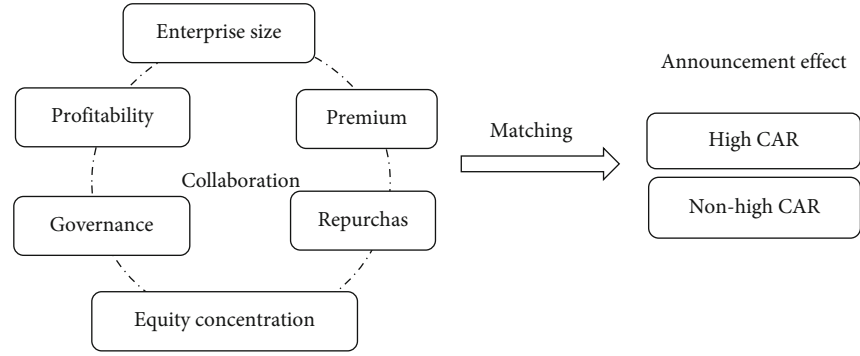 Enterprise size
Profitability
Premium
Collaboration
Governance
Repurchas
Equity concentration
Matching
Announcement effect
High CAR
Non-high CAR